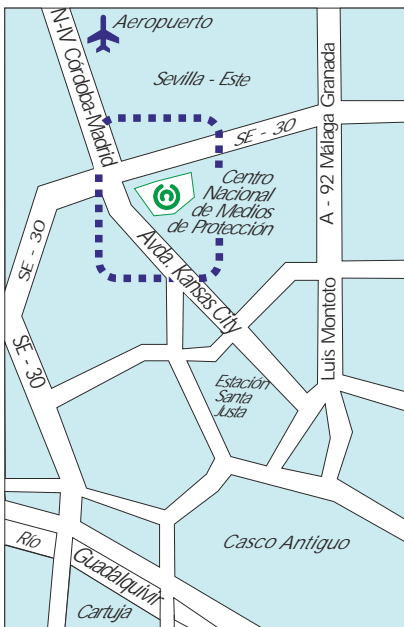 Aeropuerto
N-IV Córdoba-Madrid
Sevilla - Este
SE - 30
A - 92 Málaga Granada
Centro
Nacional
de Medios
de Protección
SE - 30
Avda Kansas City
SE - 30
Luis Montoto
Estación
Santa
Justa
Río
Guadalquivir
Casco Antiguo
Cartuja